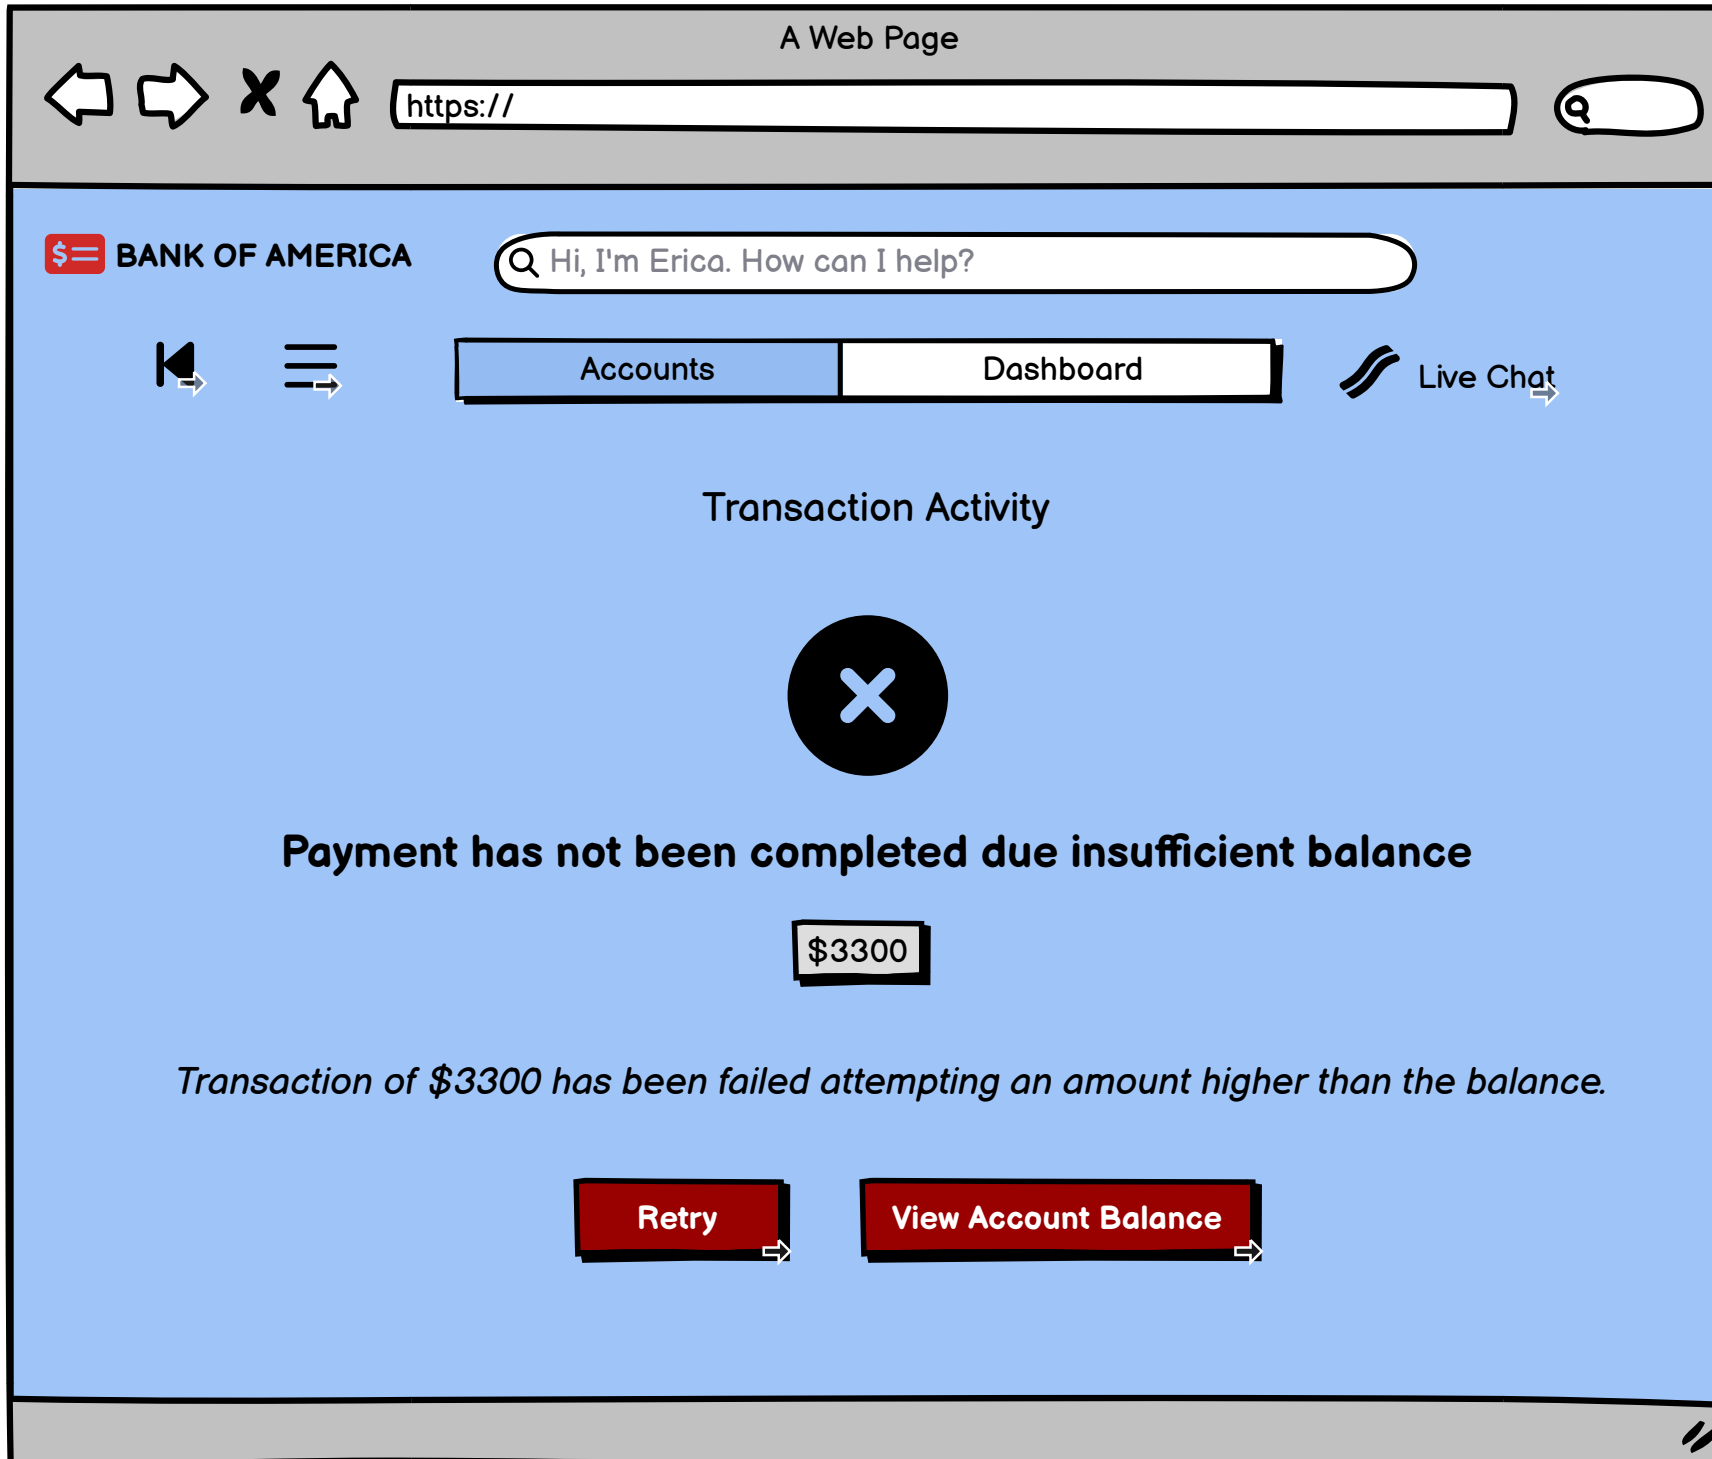 A Web Page
https://
$ BANK OF AMERICA
Hi, I'm Erica. How can I help?
Accounts
Dashboard
Live Chat
Transaction Activity
Payment has not been completed due insufficient balance
$3300
Transaction of $3300 has been failed attempting an amount higher than the balance.
Retry
View Account Balance